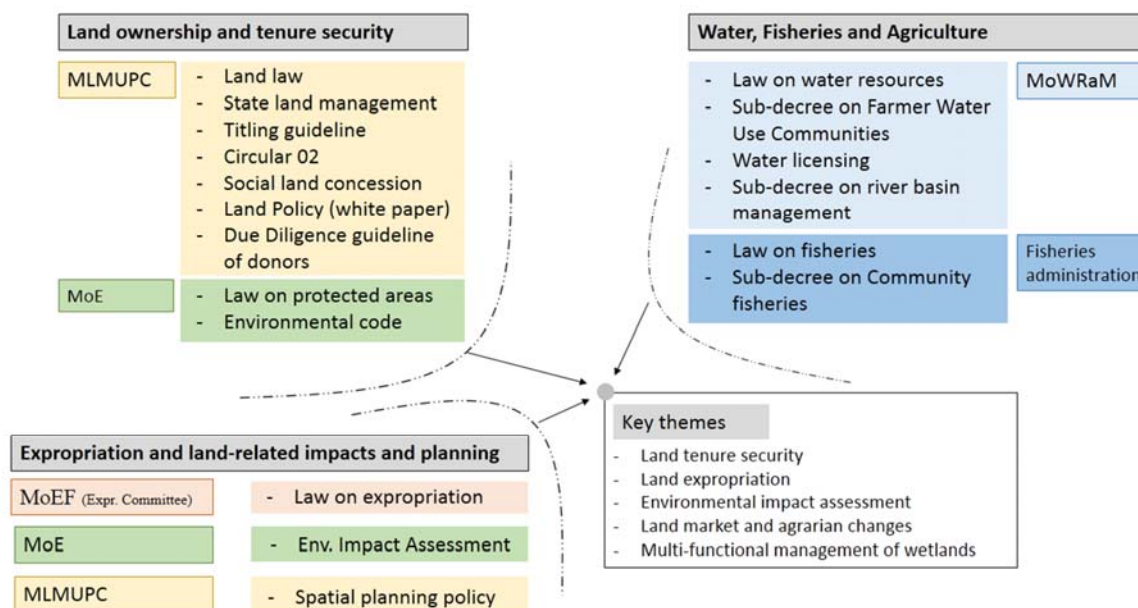 Land ownership and tenure security
MLMUPC
- Land law
- State land management
- Titling guideline
- Circular 02
- Social land concession
- Land Policy (white paper)
- Due Diligence guideline
of donors
MoE
- Law on protected areas
- Environmental code
Water, Fisheries and Agriculture
- Law on water resources
- Sub-decree on Farmer Water
Use Communities
- Water licensing
- Sub-decree on river basin
management
MoWRaM
- Law on fisheries
- Sub-decree on Community
fisheries
Fisheries
administration
Expropriation and land-related impacts and planning
MoEF (Expr. Committee)
- Law on expropriation
MoE
- Env. Impact Assessment
MLMUPC
- Spatial planning policy
Key themes
- Land tenure security
- Land expropriation
- Environmental impact assessment
- Land market and agrarian changes
- Multi-functional management of wetlands